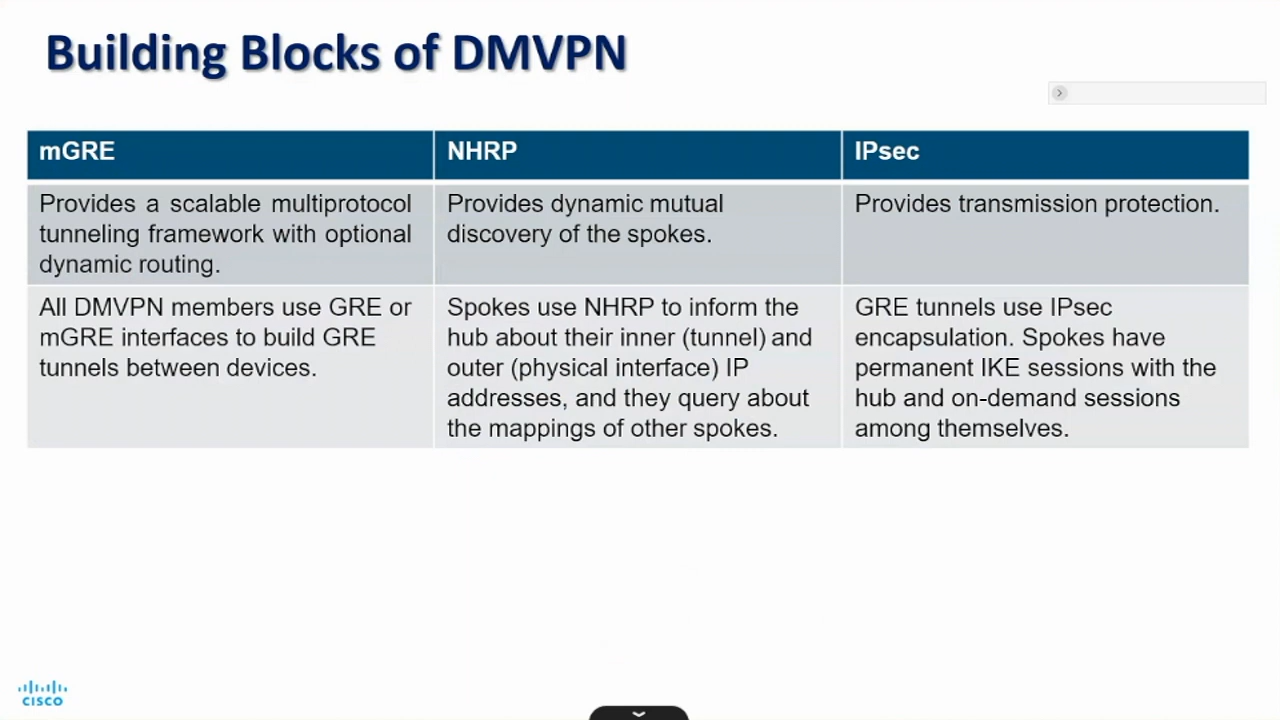 Building Blocks of DMVPN
mGRE
NHRP
IPsec
Provides a scalable multiprotocol
tunneling framework with optional
dynamic routing.
Provides dynamic mutual
discovery of the spokes.
Provides transmission protection.
All DMVPN members use GRE or
mGRE interfaces to build GRE
tunnels between devices.
Spokes use NHRP to inform the
hub about their inner (tunnel) and
outer (physical interface) IP
addresses, and they query about
the mappings of other spokes.
GRE tunnels use IPsec
encapsulation. Spokes have
permanent IKE sessions with the
hub and on-demand sessions
among themselves.
CISCO